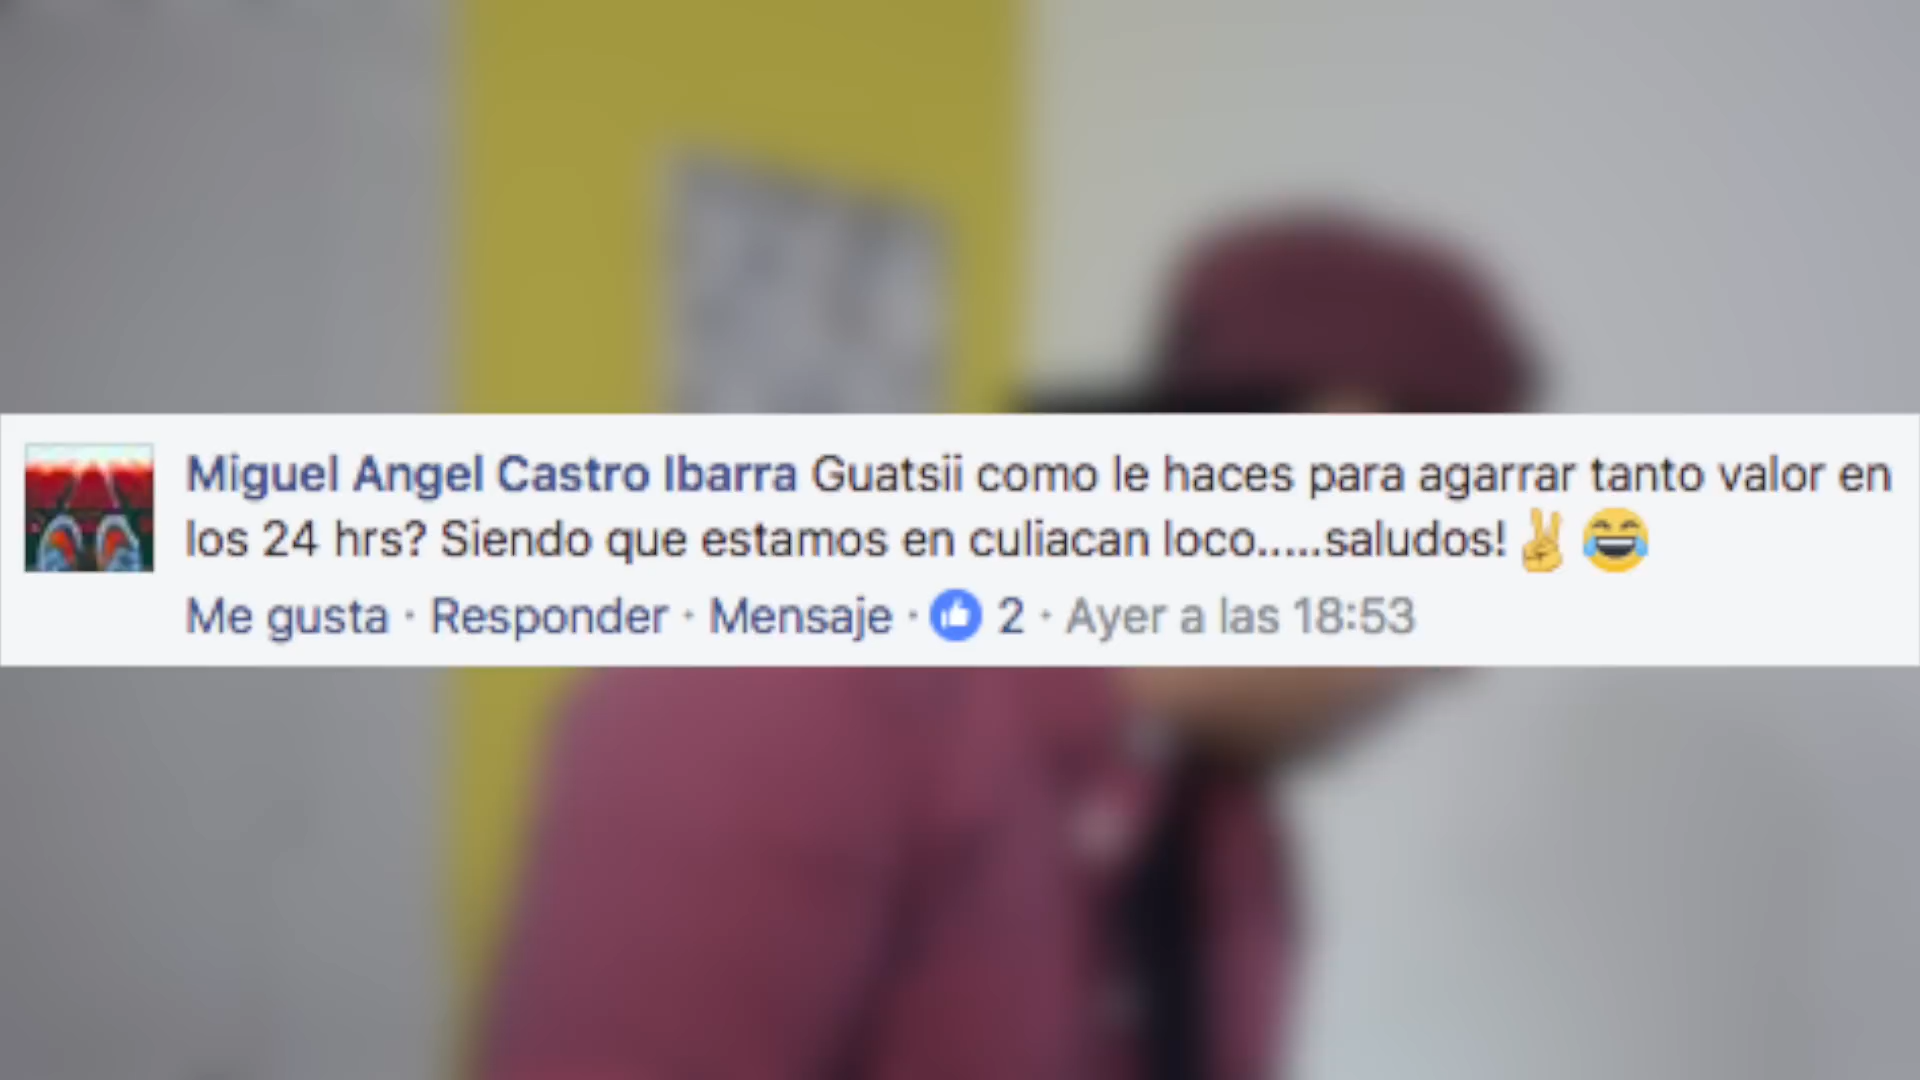 Miguel Angel Castro Ibarra Guatsii como le haces para agarrar tanto valor en
los 24 hrs? Siendo que estamos en culiacan loco.....saludos!✌️😂
Me gusta · Responder · Mensaje · 2 · Ayer a las 18:53